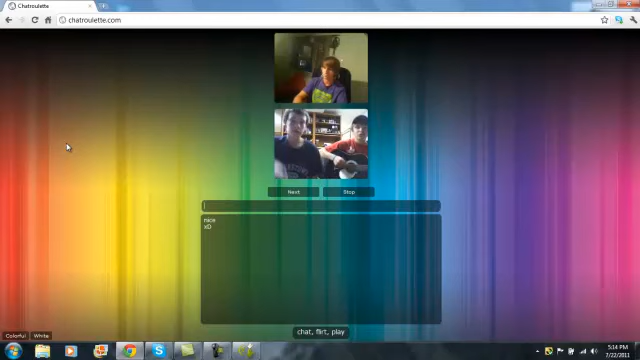 Chatroulette
chatroulette.com
Next
Stop
nice
xD
chat, flirt, play
Colorful
White
5:14 PM
7/22/2011